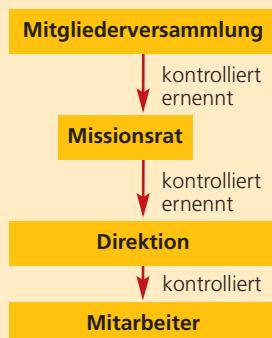 Mitgliederversammlung
kontrolliert
ernennt
Missionsrat
kontrolliert
ernennt
Direktion
kontrolliert
Mitarbeiter